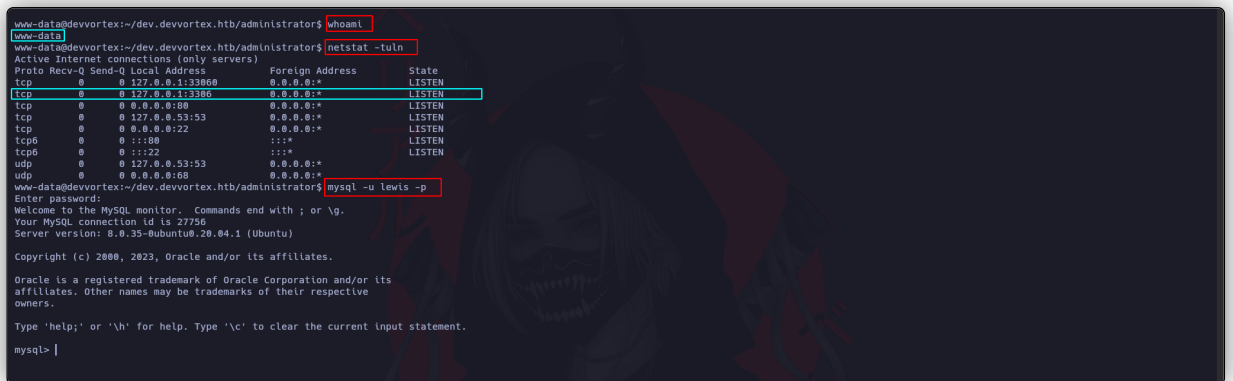 www-data@devvortex:~/dev.devvortex.htb/administrator$ whoami
www-data
www-data@devvortex:~/dev.devvortex.htb/administrator$ netstat -tuln
Active Internet connections (only servers)
Proto Recv-Q Send-Q Local Address           Foreign Address         State
tcp        0      0 127.0.0.1:33060         0.0.0.0:*               LISTEN
tcp        0      0 127.0.0.1:3306          0.0.0.0:*               LISTEN
tcp        0      0 0.0.0.0:80              0.0.0.0:*               LISTEN
tcp        0      0 127.0.0.53:53           0.0.0.0:*               LISTEN
tcp        0      0 0.0.0.0:22              0.0.0.0:*               LISTEN
tcp6       0      0 :::80                   :::*                    LISTEN
tcp6       0      0 :::22                   :::*                    LISTEN
udp        0      0 127.0.0.53:53           0.0.0.0:*
udp        0      0 0.0.0.0:68              0.0.0.0:*
www-data@devvortex:~/dev.devvortex.htb/administrator$ mysql -u lewis -p
Enter password:
Welcome to the MySQL monitor.  Commands end with ; or \g.
Your MySQL connection id is 27756
Server version: 8.0.35-0ubuntu0.20.04.1 (Ubuntu)
Copyright (c) 2000, 2023, Oracle and/or its affiliates.
Oracle is a registered trademark of Oracle Corporation and/or its
affiliates. Other names may be trademarks of their respective
owners.
Type 'help;' or '\h' for help. Type '\c' to clear the current input statement.
mysql>